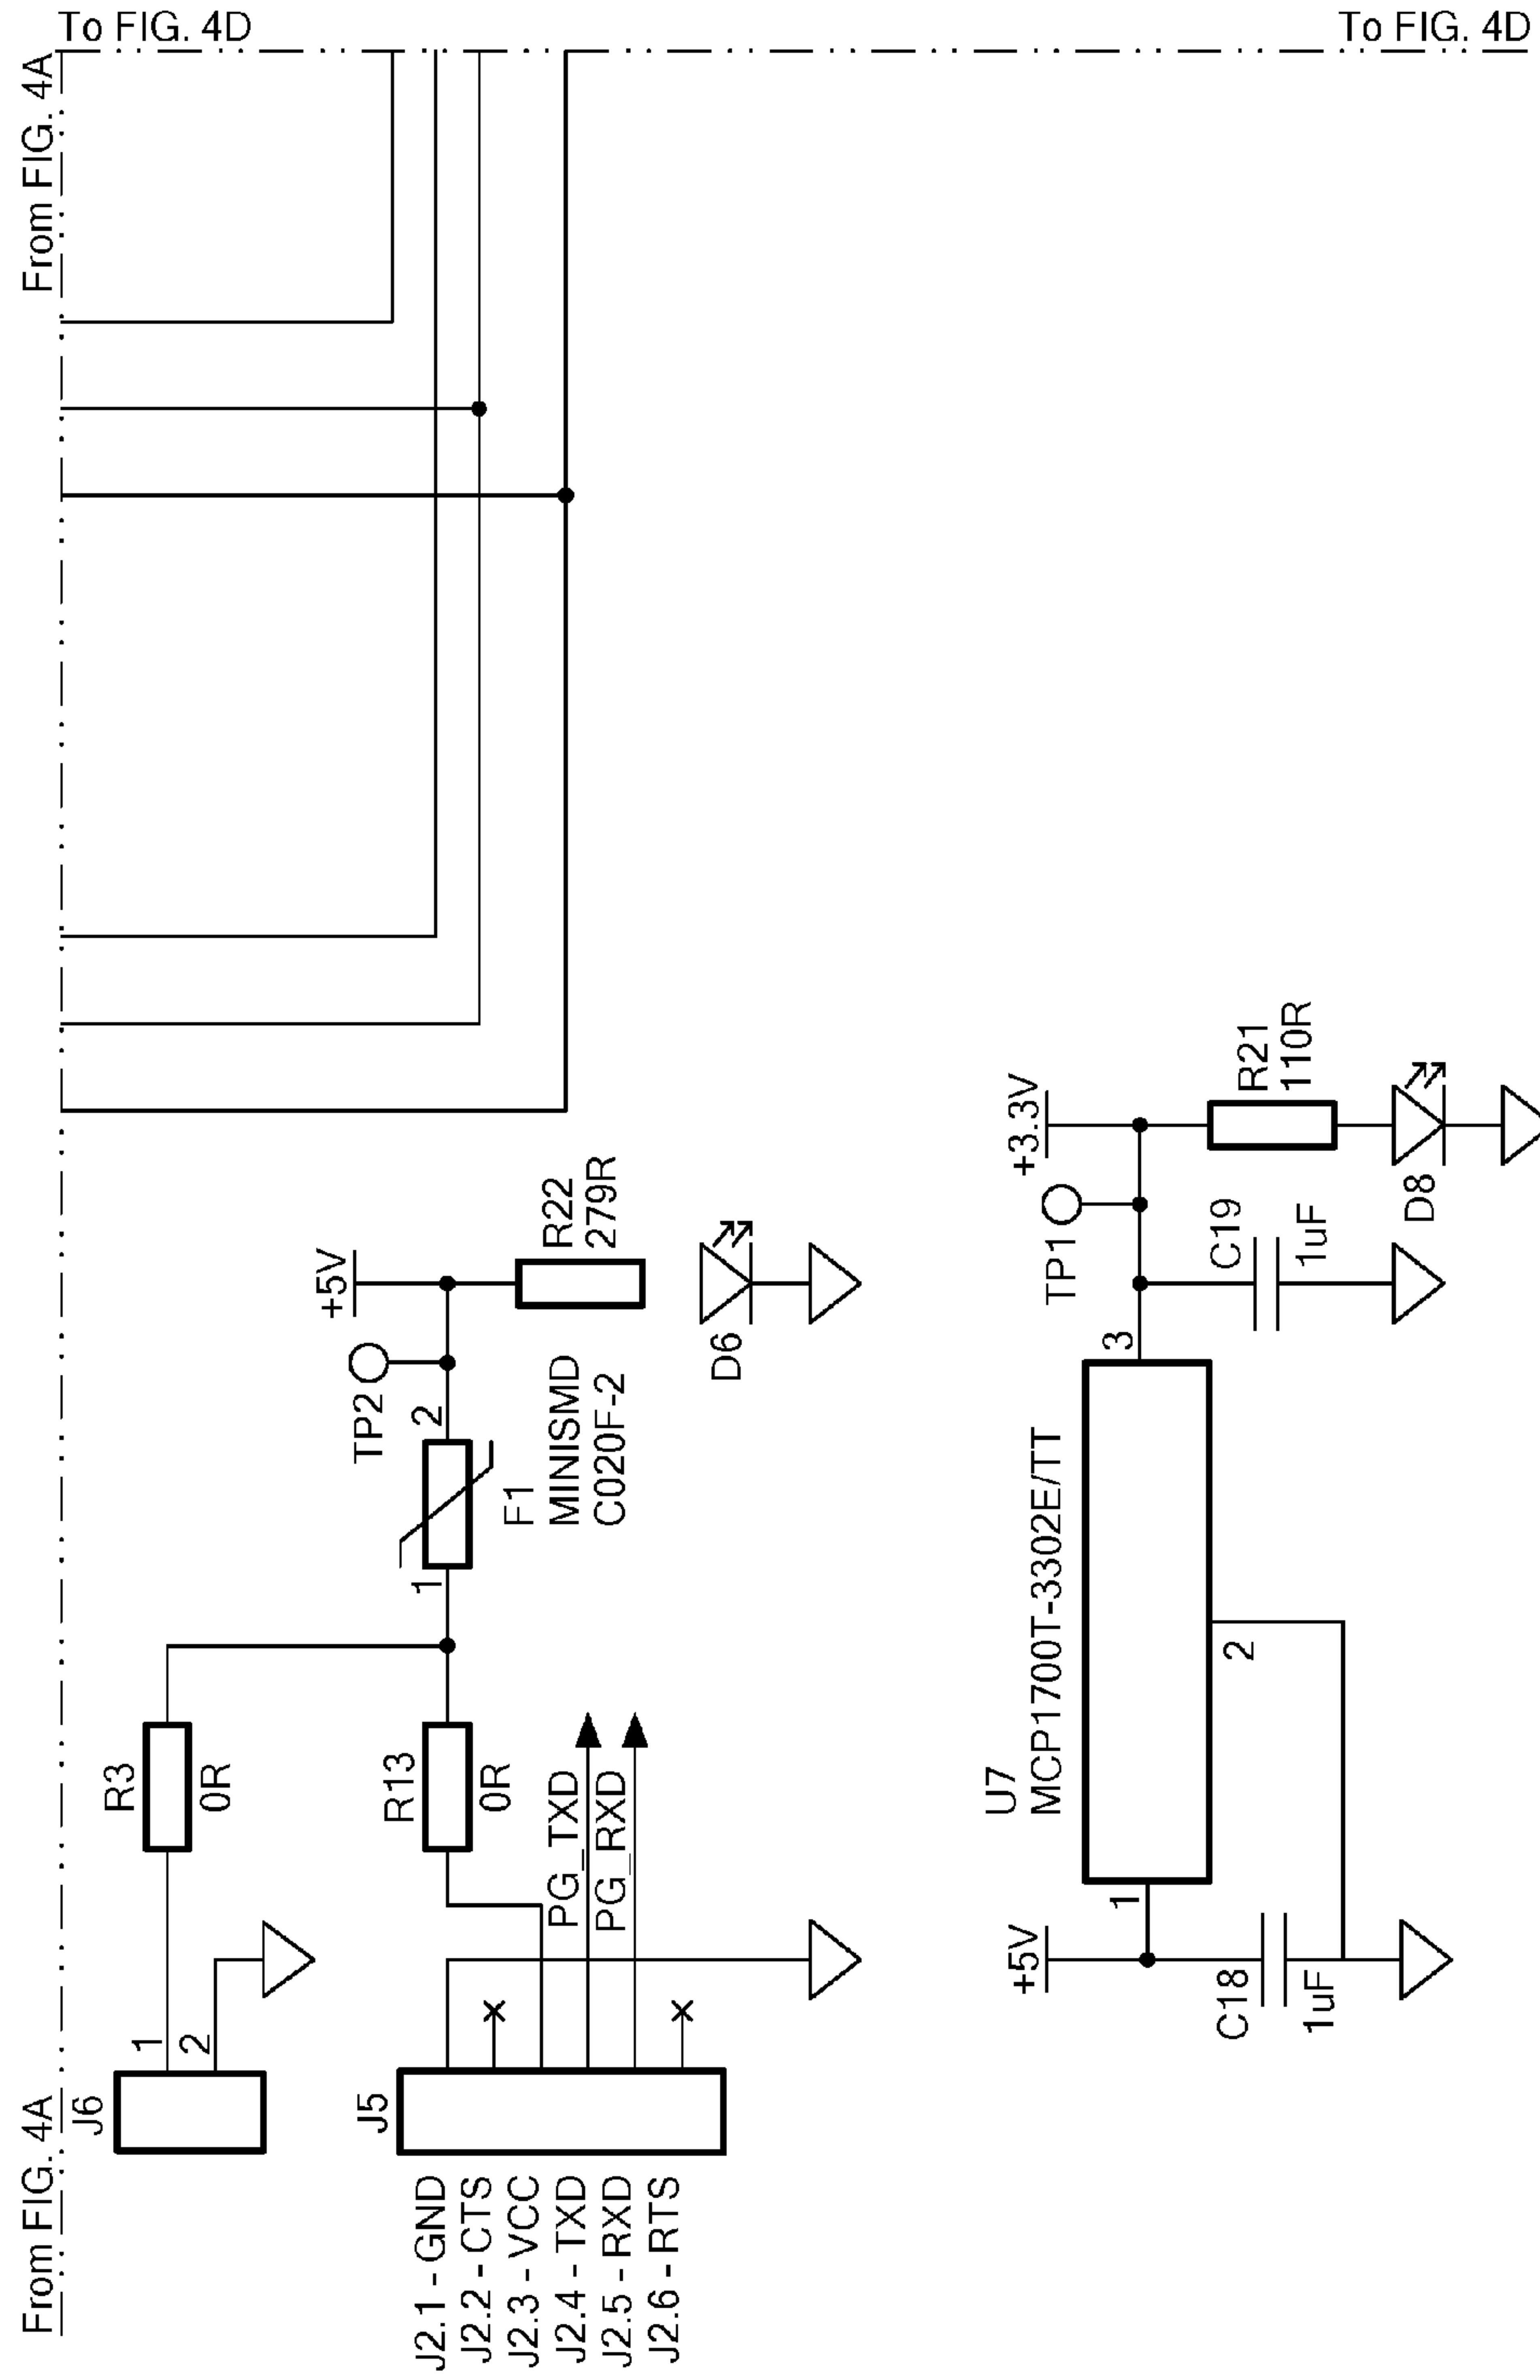 To FIG. 4D
To FIG. 4D
From FIG. 4A
From FIG. 4A
J6
1
2
R3
0R
J5
J2.1 - GND
J2.2 - CTS
J2.3 - VCC
J2.4 - TXD
J2.5 - RXD
J2.6 - RTS
R13
0R
PG_TXD
PG_RXD
1
2
F1
MINISMD
C020F-2
TP2
+5V
R22
279R
D6
+5V
C18
1uF
1
U7
MCP1700T-3302E/TT
2
3
TP1
+3.3V
C19
1uF
R21
110R
D8